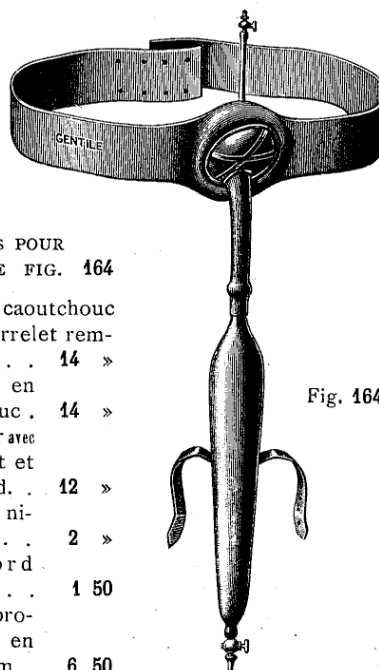 GENTILE
S POUR
E FIG. 164
caoutchouc
rrelet rem-
. . 14 »
en
uc. 14 »
r avec
t et
d. . 12 »
ni-
. . 2 »
ord
. . 1 50
pro-
en
m. . 6 50
Fig. 164